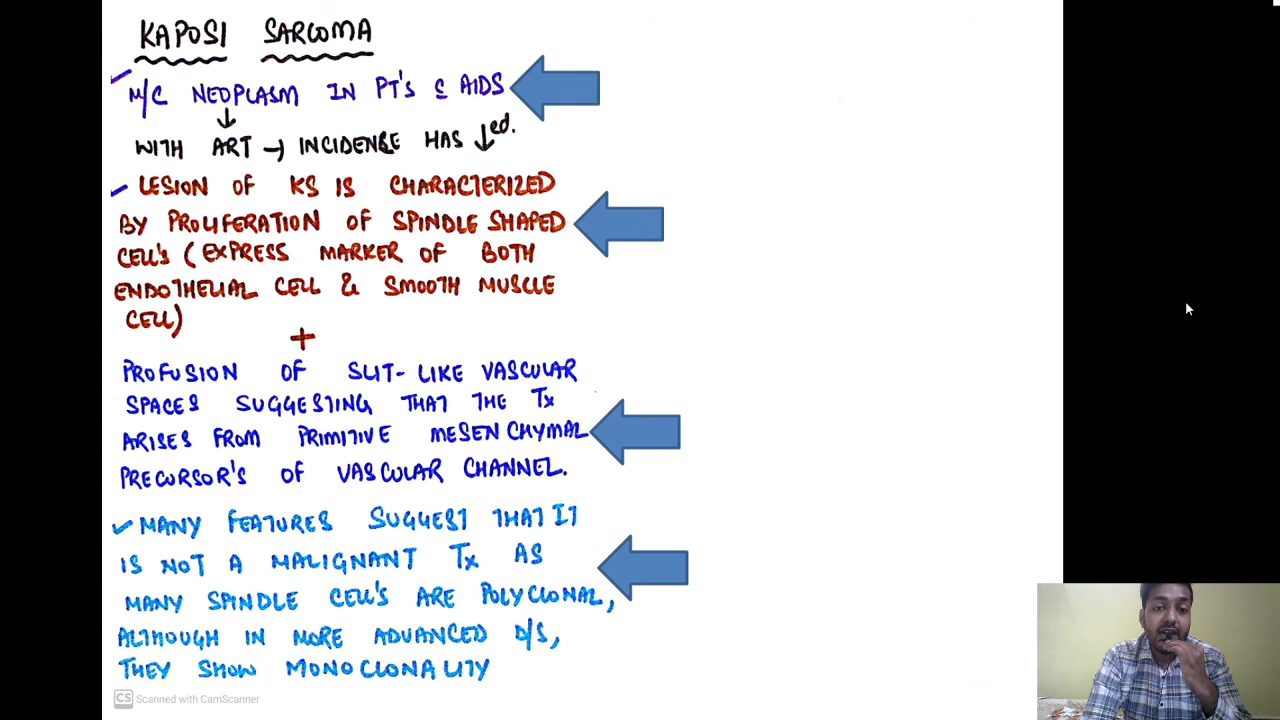 KAPOSI SARCOMA
M/C NEOPLASM IN PT'S C AIDS
WITH ART → INCIDENCE HAS ↓ed.
LESION OF KS IS CHARACTERIZED
BY PROLIFERATION OF SPINDLE SHAPED
CELL'S (EXPRESS MARKER OF BOTH
ENDOTHELIAL CELL & SMOOTH MUSCLE
CELL)
+
PROFUSION OF SLIT-LIKE VASCULAR
SPACES SUGGESTING THAT THE Tx
ARISES FROM PRIMITIVE MESENCHYMAL
PRECURSOR'S OF VASCULAR CHANNEL.
MANY FEATURES SUGGEST THAT IT
IS NOT A MALIGNANT Tx AS
MANY SPINDLE CELL'S ARE POLYCLONAL,
ALTHOUGH IN MORE ADVANCED D/S,
THEY SHOW MONOCLONALITY
CS Scanned with CamScanner